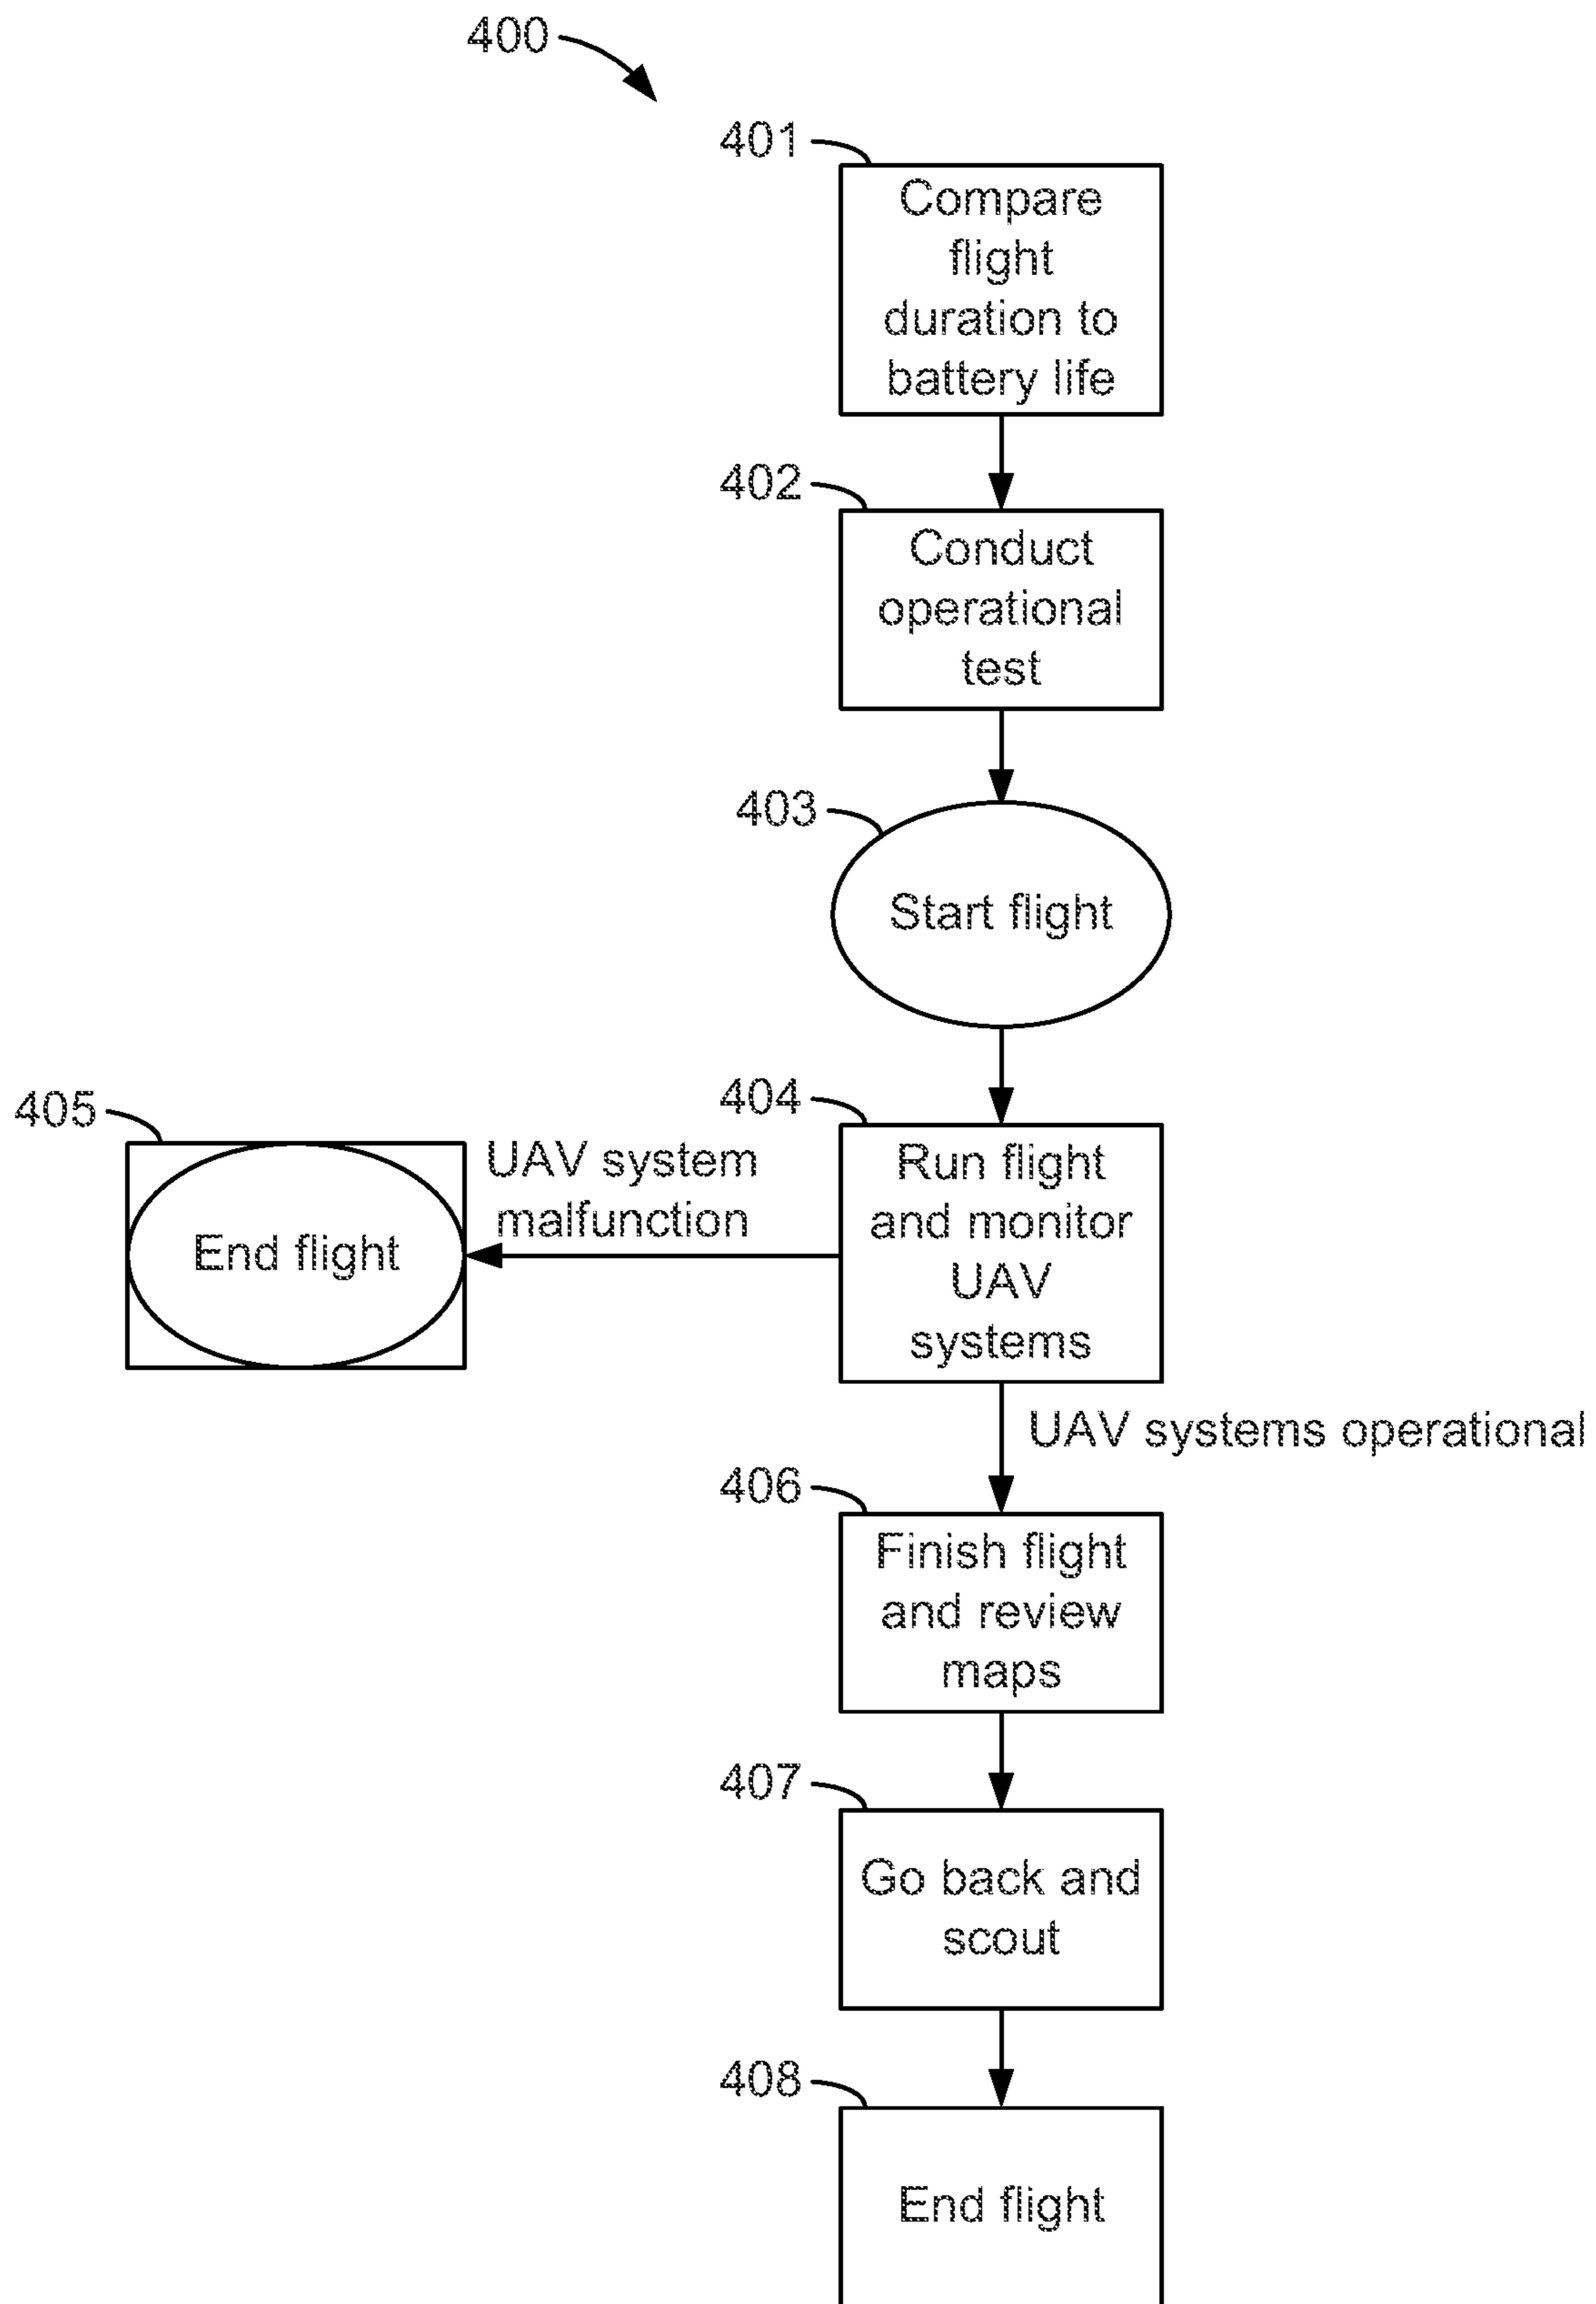 400
401
Compare
flight
duration to
battery life
402
Conduct
operational
test
403
Start flight
404
Run flight
and monitor
UAV
systems
405
End flight
UAV system
malfunction
UAV systems operational
406
Finish flight
and review
maps
407
Go back and
scout
408
End flight